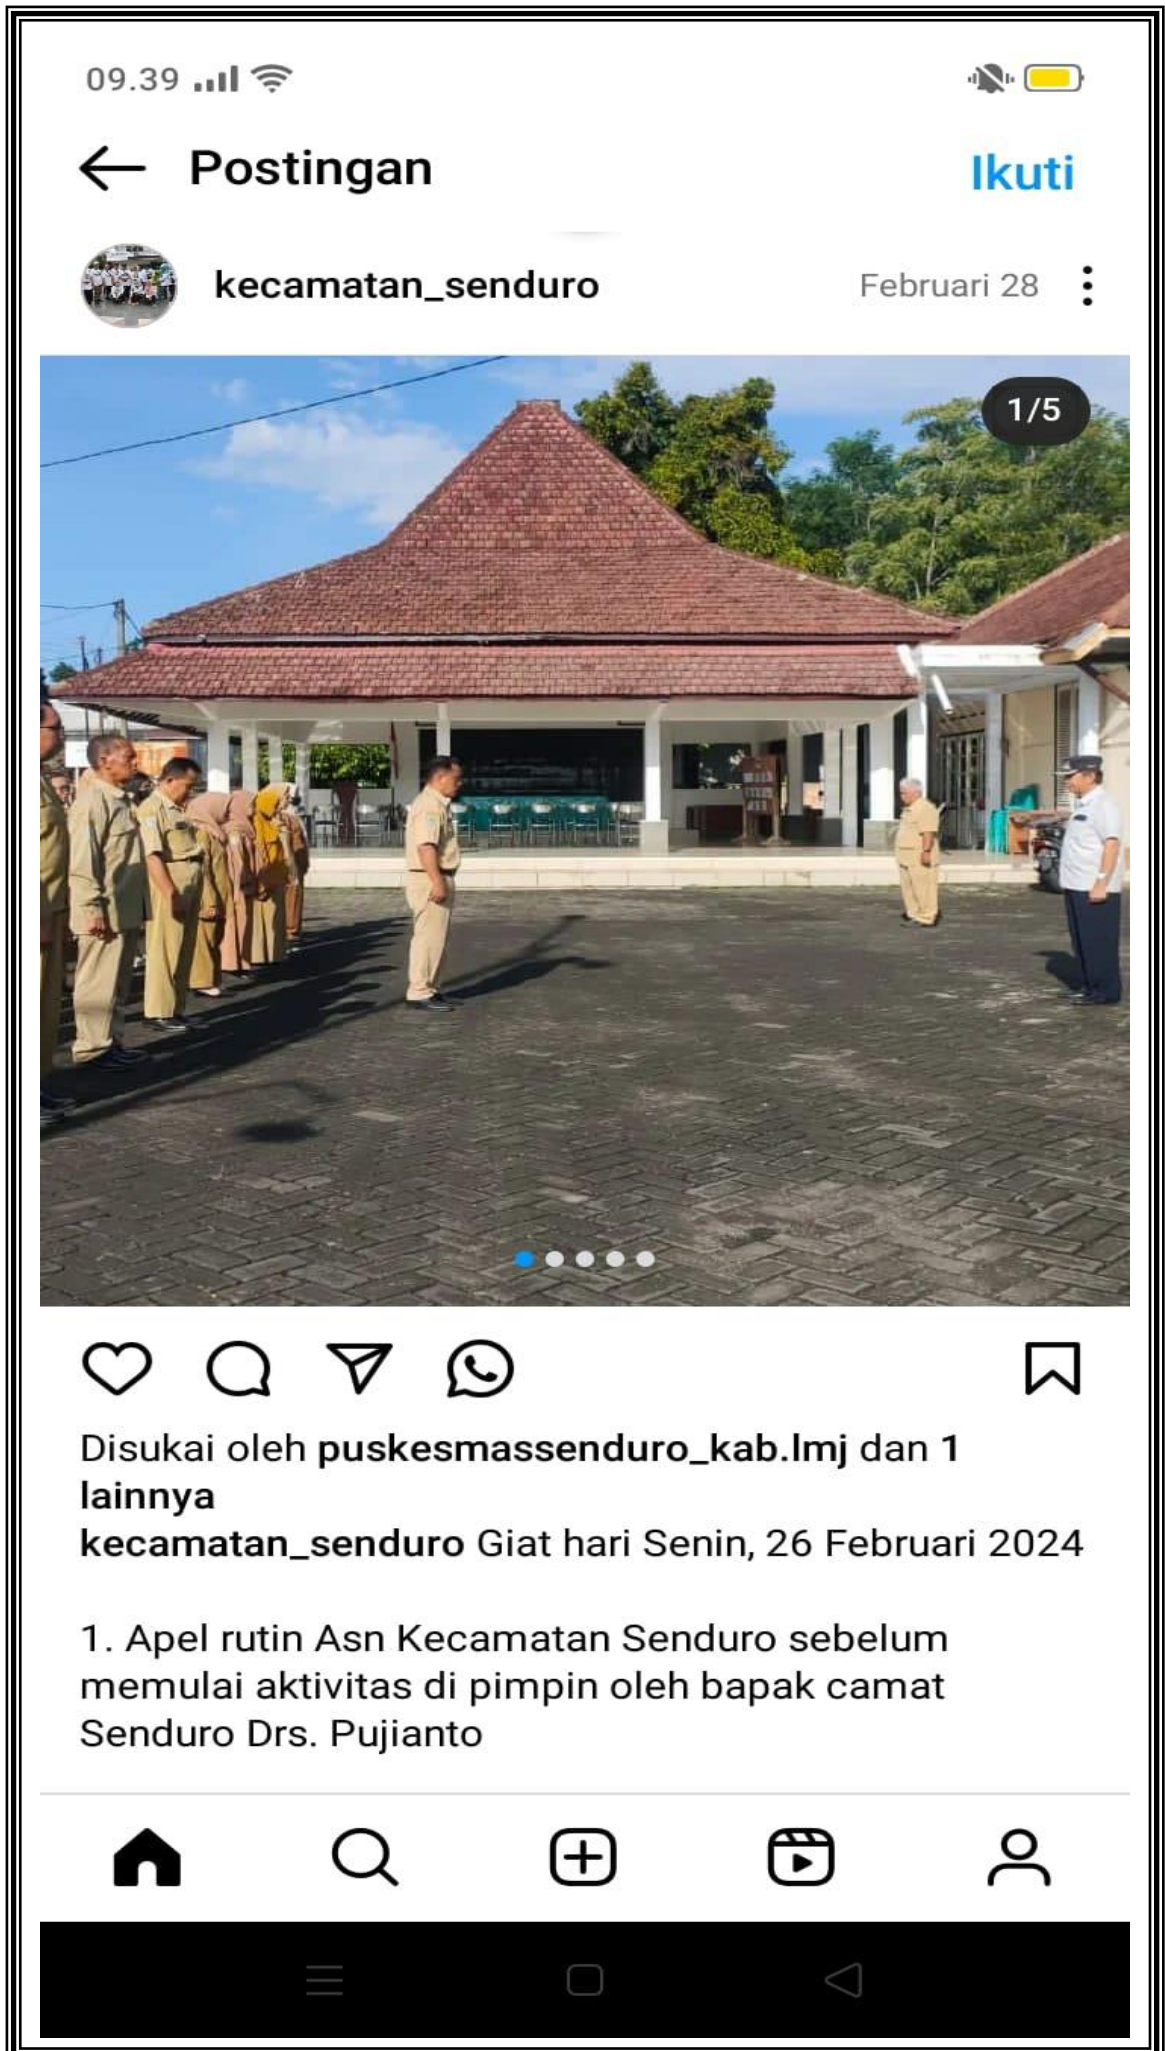 09.39
Postingan
Ikuti
kecamatan_senduro
Februari 28
1/5
Disukai oleh puskesmassenduro_kab.lmj dan 1
lainnya
kecamatan_senduro Giat hari Senin, 26 Februari 2024
1. Apel rutin Asn Kecamatan Senduro sebelum
memulai aktivitas di pimpin oleh bapak camat
Senduro Drs. Pujianto